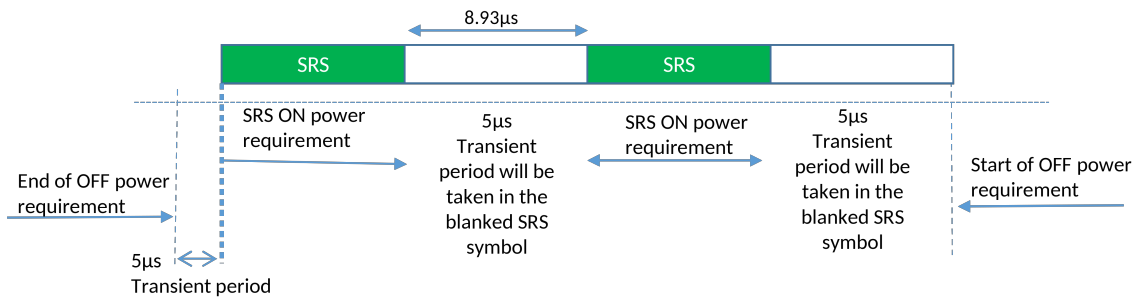 8.93µs
SRS
SRS
SRS ON power
requirement
5µs
Transient
period will be
taken in the
blanked SRS
symbol
SRS ON power
requirement
5µs
Transient
period will be
taken in the
blanked SRS
symbol
End of OFF power
requirement
Start of OFF power
requirement
5µs
Transient period